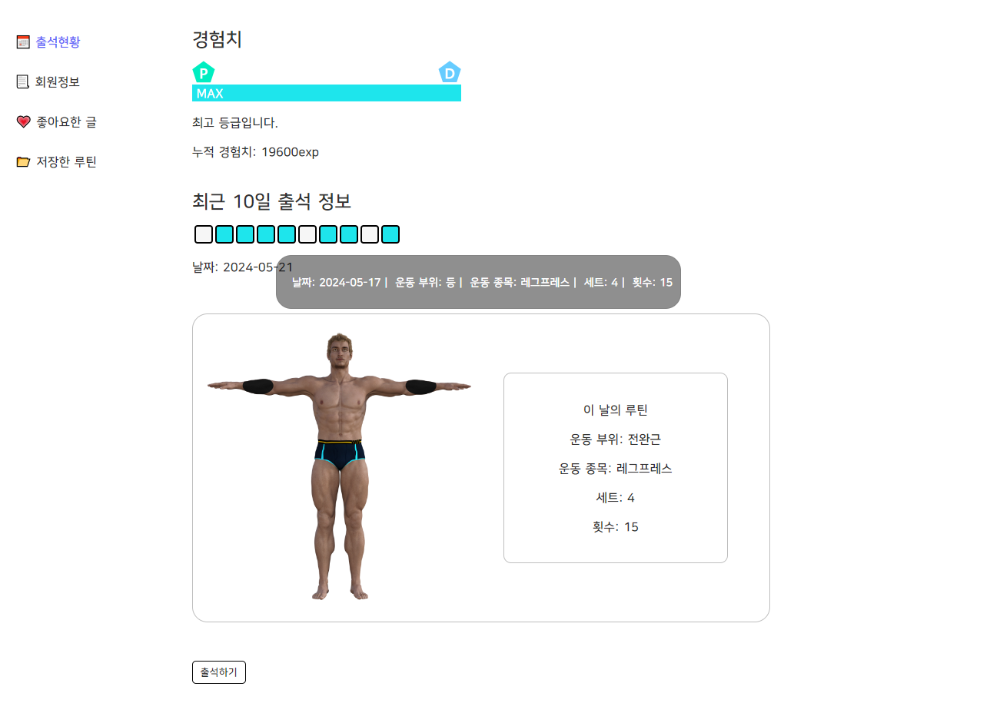 출석현황
회원정보
좋아요한 글
저장한 루틴
경험치
P D
MAX
최고 등급입니다.
누적 경험치: 19600exp
최근 10일 출석 정보
날짜: 2024-05-21
날짜: 2024-05-17 | 운동 부위: 등 | 운동 종목: 레그프레스 | 세트: 4 | 횟수: 15
이 날의 루틴
운동 부위: 전완근
운동 종목: 레그프레스
세트: 4
횟수: 15
출석하기